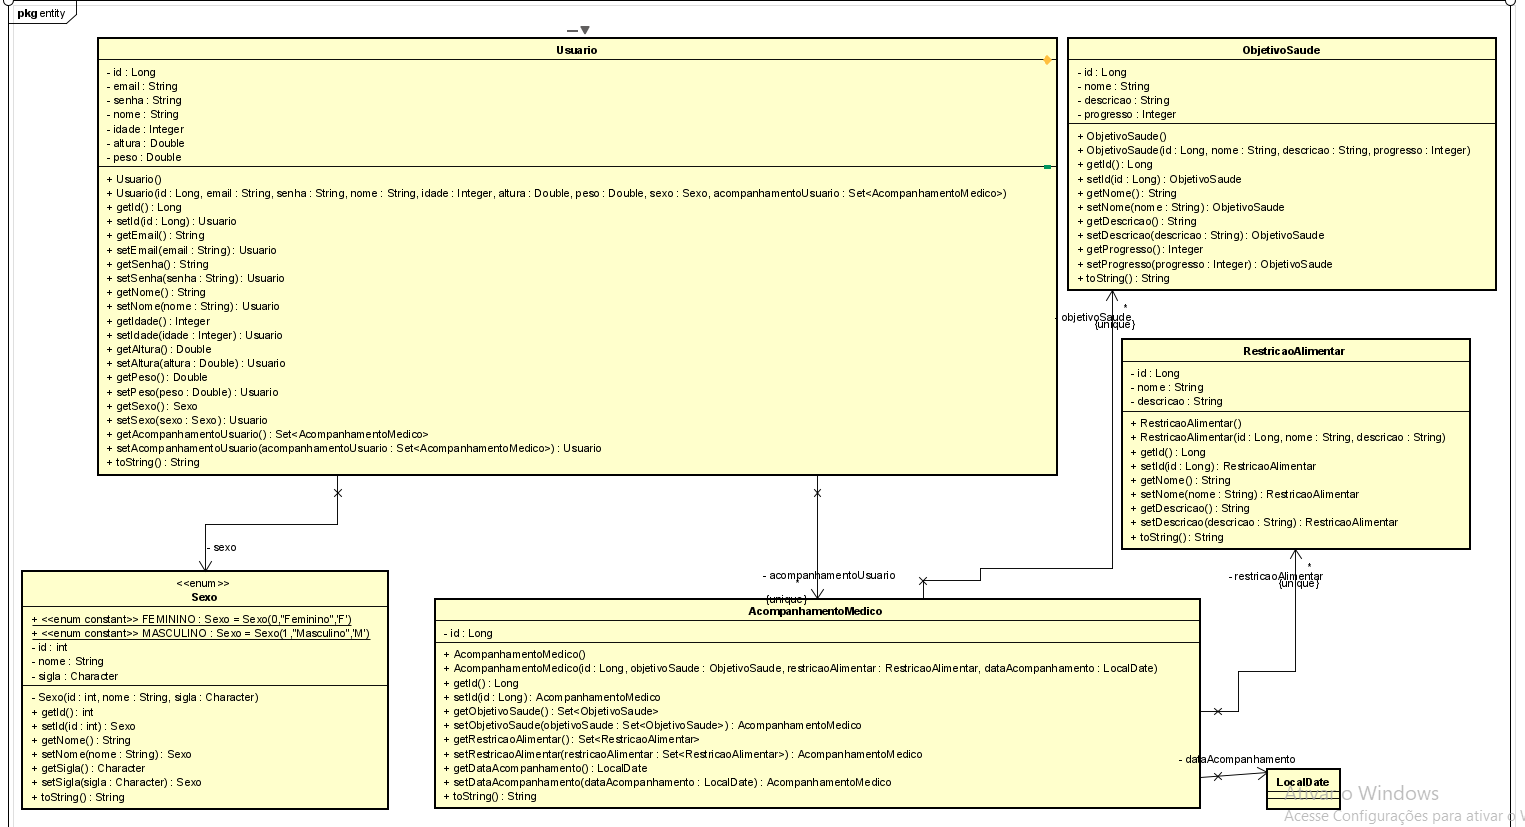 pkg entity
Usuario
- id : Long
- email : String
- senha : String
- nome : String
- idade : Integer
- altura : Double
- peso : Double
+ Usuario()
+ Usuario(id : Long, email : String, senha : String, nome : String, idade : Integer, altura : Double, peso : Double, sexo : Sexo, acompanhamentoUsuario : Set<AcompanhamentoMedico>)
+ getId() : Long
+ setId(id : Long) : Usuario
+ getEmail() : String
+ setEmail(email : String) : Usuario
+ getSenha() : String
+ setSenha(senha : String) : Usuario
+ getNome() : String
+ setNome(nome : String) : Usuario
+ getIdade() : Integer
+ setIdade(idade : Integer) : Usuario
+ getAltura() : Double
+ setAltura(altura : Double) : Usuario
+ getPeso() : Double
+ setPeso(peso : Double) : Usuario
+ getSexo() : Sexo
+ setSexo(sexo : Sexo) : Usuario
+ getAcompanhamentoUsuario() : Set<AcompanhamentoMedico>
+ setAcompanhamentoUsuario(acompanhamentoUsuario : Set<AcompanhamentoMedico>) : Usuario
+ toString() : String
ObjetivoSaude
- id : Long
- nome : String
- descricao : String
- progresso : Integer
+ ObjetivoSaude()
+ ObjetivoSaude(id : Long, nome : String, descricao : String, progresso : Integer)
+ getId() : Long
+ setId(id : Long) : ObjetivoSaude
+ getNome() : String
+ setNome(nome : String) : ObjetivoSaude
+ getDescricao() : String
+ setDescricao(descricao : String) : ObjetivoSaude
+ getProgresso() : Integer
+ setProgresso(progresso : Integer) : ObjetivoSaude
+ toString() : String
*
- objetivoSaude
{unique}
RestricaoAlimentar
- id : Long
- nome : String
- descricao : String
+ RestricaoAlimentar()
+ RestricaoAlimentar(id : Long, nome : String, descricao : String)
+ getId() : Long
+ setId(id : Long) : RestricaoAlimentar
+ getNome() : String
+ setNome(nome : String) : RestricaoAlimentar
+ getDescricao() : String
+ setDescricao(descricao : String) : RestricaoAlimentar
+ toString() : String
*
- restricaoAlimentar
{unique}
- sexo
- acompanhamentoUsuario
*
{unique}
<<enum>>
Sexo
+ <<enum constant>> FEMININO : Sexo = Sexo(0,"Feminino",'F')
+ <<enum constant>> MASCULINO : Sexo = Sexo(1,"Masculino",'M')
- id : int
- nome : String
- sigla : Character
- Sexo(id : int, nome : String, sigla : Character)
+ getId() : int
+ setId(id : int) : Sexo
+ getNome() : String
+ setNome(nome : String) : Sexo
+ getSigla() : Character
+ setSigla(sigla : Character) : Sexo
+ toString() : String
AcompanhamentoMedico
- id : Long
+ AcompanhamentoMedico()
+ AcompanhamentoMedico(id : Long, objetivoSaude : ObjetivoSaude, restricaoAlimentar : RestricaoAlimentar, dataAcompanhamento : LocalDate)
+ getId() : Long
+ setId(id : Long) : AcompanhamentoMedico
+ getObjetivoSaude() : Set<ObjetivoSaude>
+ setObjetivoSaude(objetivoSaude : Set<ObjetivoSaude>) : AcompanhamentoMedico
+ getRestricaoAlimentar() : Set<RestricaoAlimentar>
+ setRestricaoAlimentar(restricaoAlimentar : Set<RestricaoAlimentar>) : AcompanhamentoMedico
+ getDataAcompanhamento() : LocalDate
+ setDataAcompanhamento(dataAcompanhamento : LocalDate) : AcompanhamentoMedico
+ toString() : String
- dataAcompanhamento
LocalDate
Ativar o Windows
Acesse Configurações para ativar o